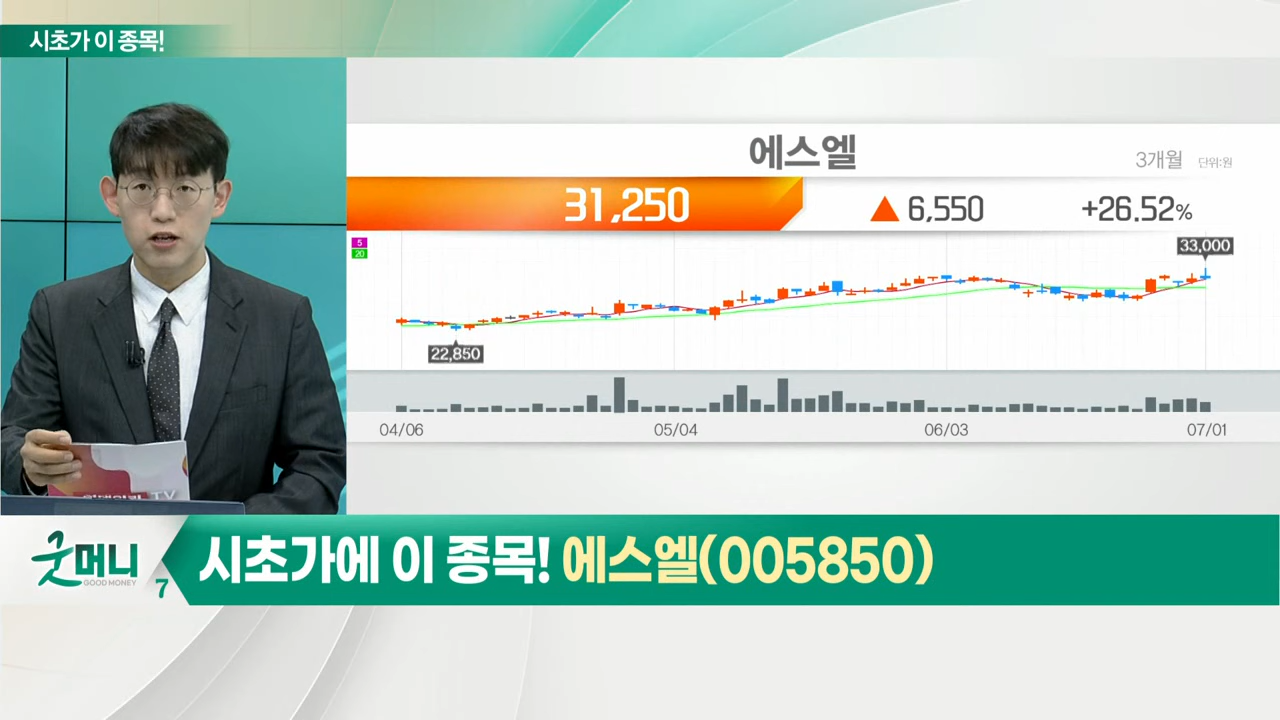 시초가 이 종목!
에스엘
3개월 단위:원
31,250
▲ 6,550
+26.52%
5
20
33,000
22,850
04/06 05/04 06/03 07/01
TV
굿머니
GOOD MONEY
7
시초가에 이 종목! 에스엘(005850)